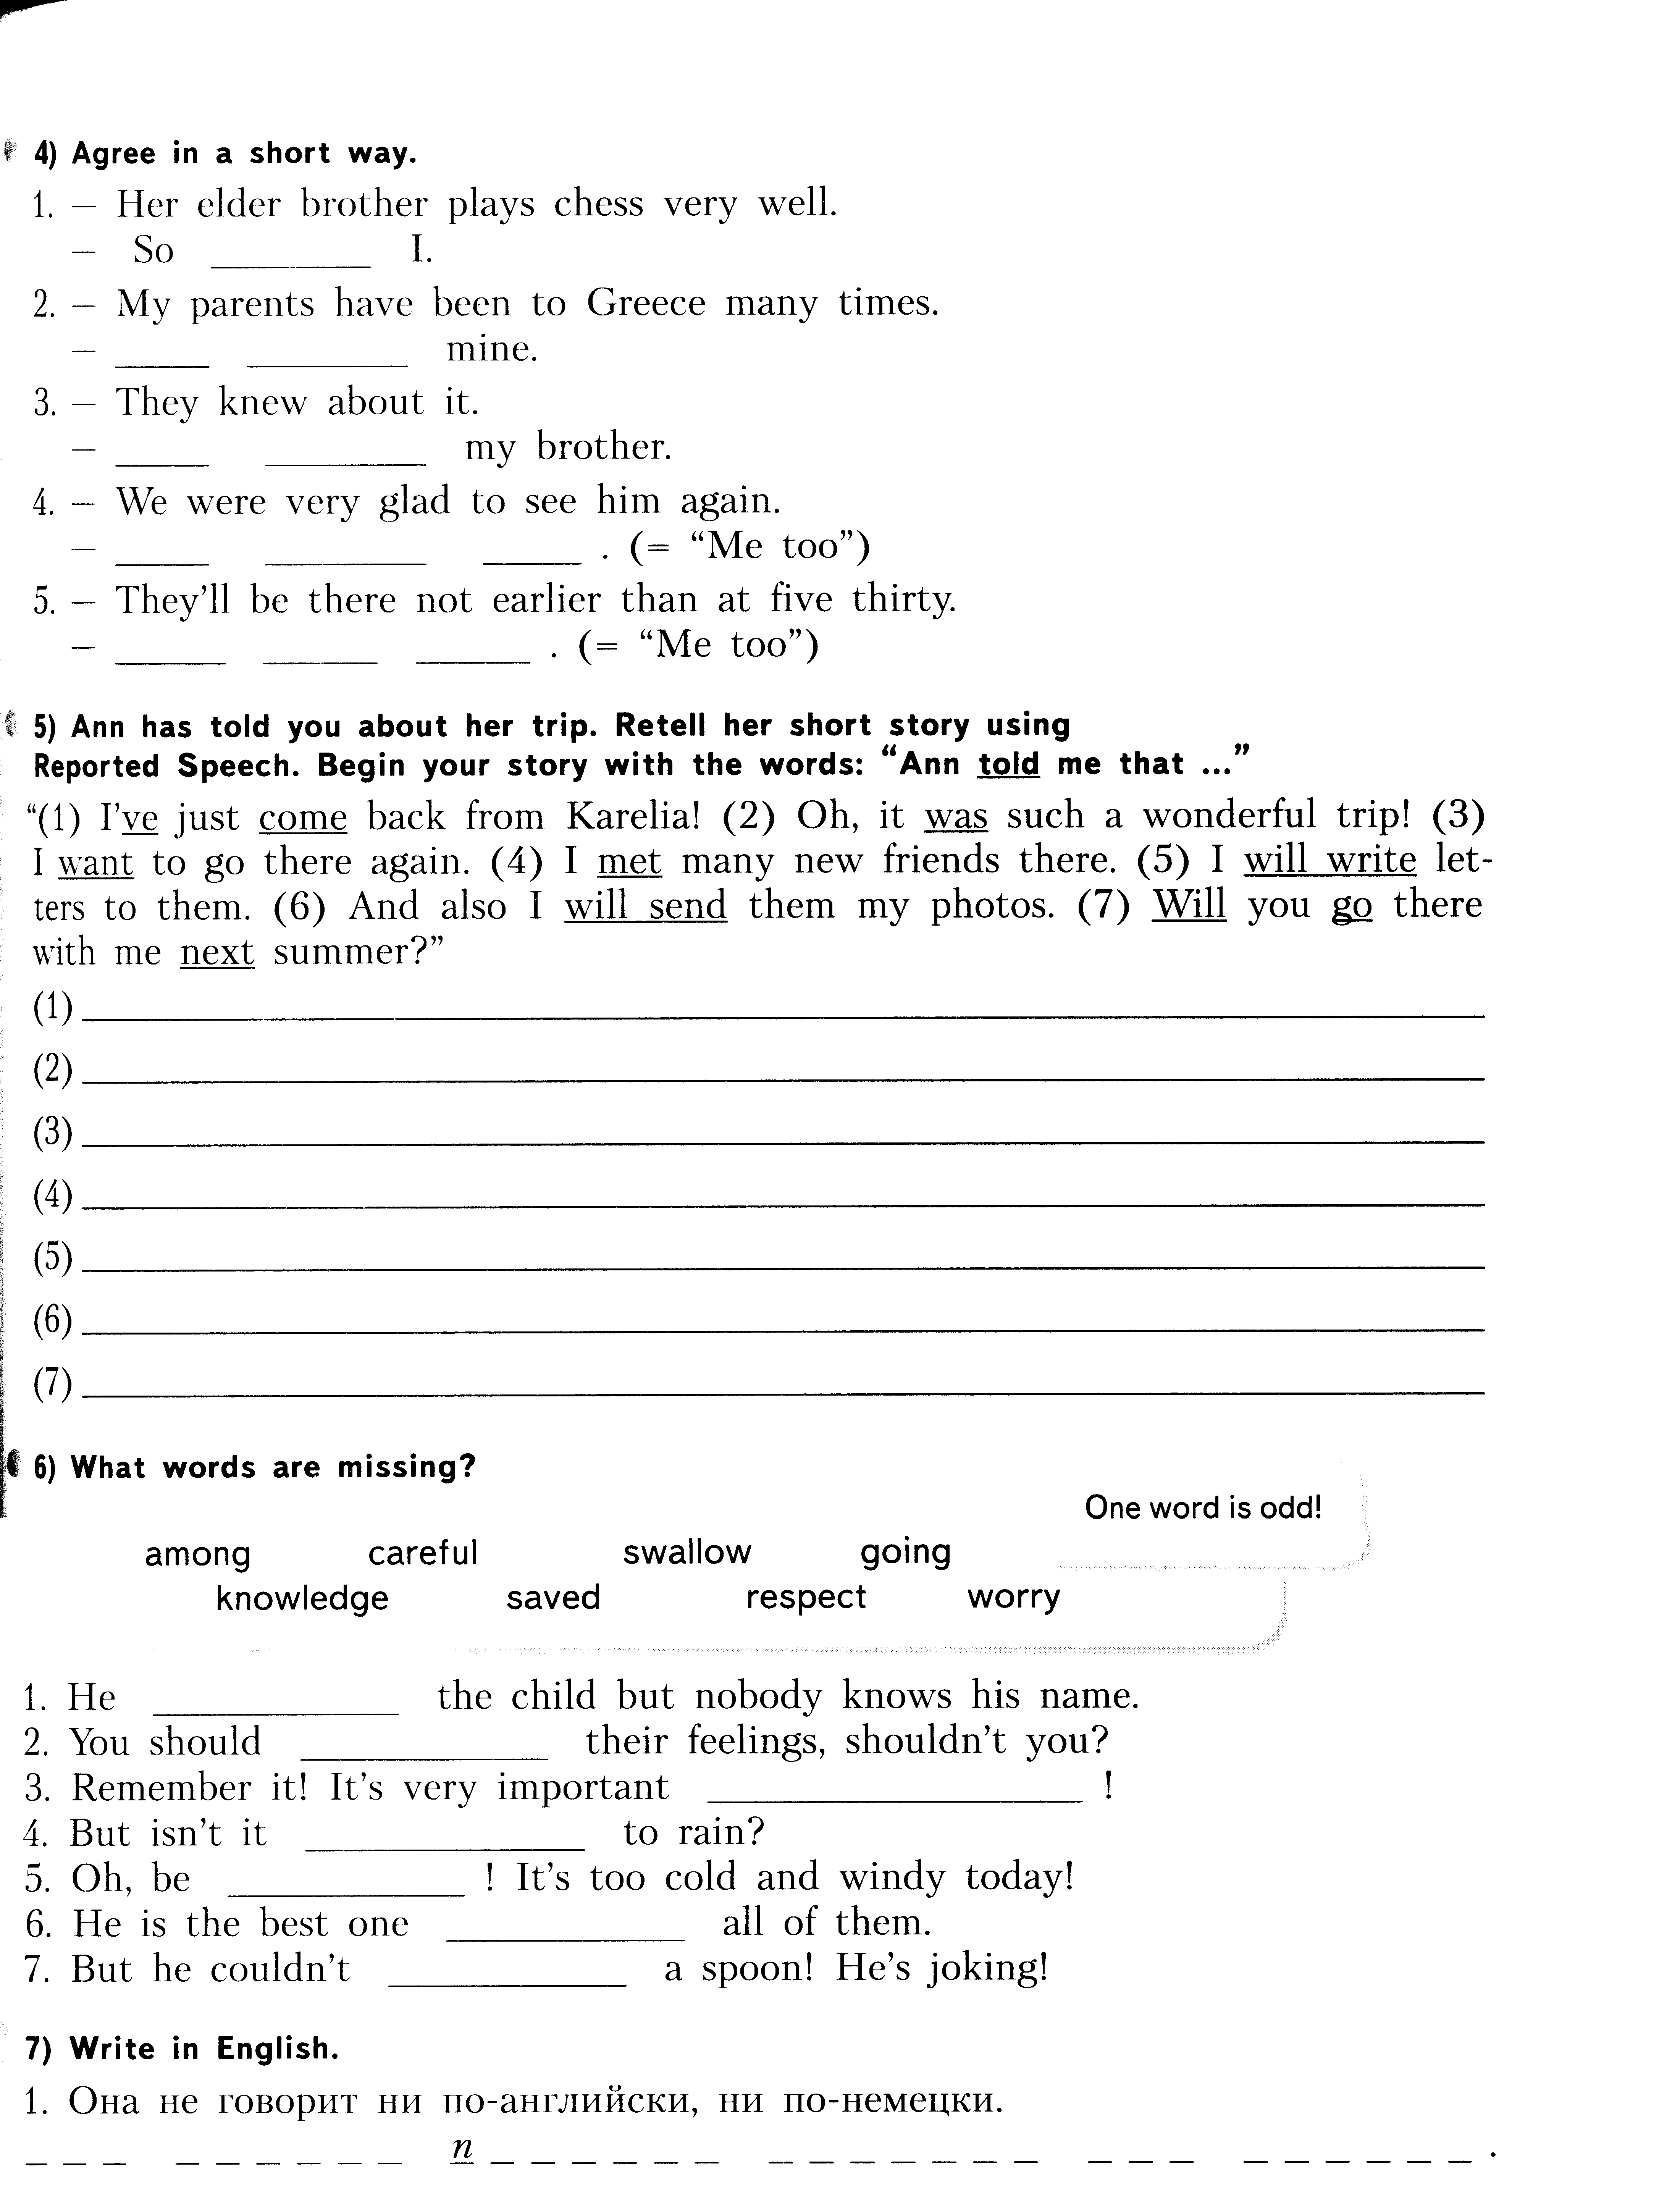 4) Agree in a short way.
1. — Her elder brother plays chess very well.
— So ________ I.
2. — My parents have been to Greece many times.
— ____ ________ mine.
3. — They knew about it.
— ____ ________ my brother.
4. — We were very glad to see him again.
— ____ ________ ____ . (= “Me too”)
5. — They’ll be there not earlier than at five thirty.
— _____ _____ _____ . (= “Me too”)
5) Ann has told you about her trip. Retell her short story using
Reported Speech. Begin your story with the words: “Ann told me that ...”
“(1) I’ve just come back from Karelia! (2) Oh, it was such a wonderful trip! (3)
I want to go there again. (4) I met many new friends there. (5) I will write let-
ters to them. (6) And also I will send them my photos. (7) Will you go there
with me next summer?”
(1)
(2)
(3)
(4)
(5)
(6)
(7)
6) What words are missing?
One word is odd!
among careful swallow going
knowledge saved respect worry
1. He ____________ the child but nobody knows his name.
2. You should ____________ their feelings, shouldn’t you?
3. Remember it! It’s very important __________________ !
4. But isn’t it ______________ to rain?
5. Oh, be ____________ ! It’s too cold and windy today!
6. He is the best one ____________ all of them.
7. But he couldn’t ____________ a spoon! He’s joking!
7) Write in English.
1. Она не говорит ни по-английски, ни по-немецки.
_ _ _ _ _ _ _ _ _ n _ _ _ _ _ _ _ _ _ _ _ _ _ _ _ _ _ _ _ _ _ _ .